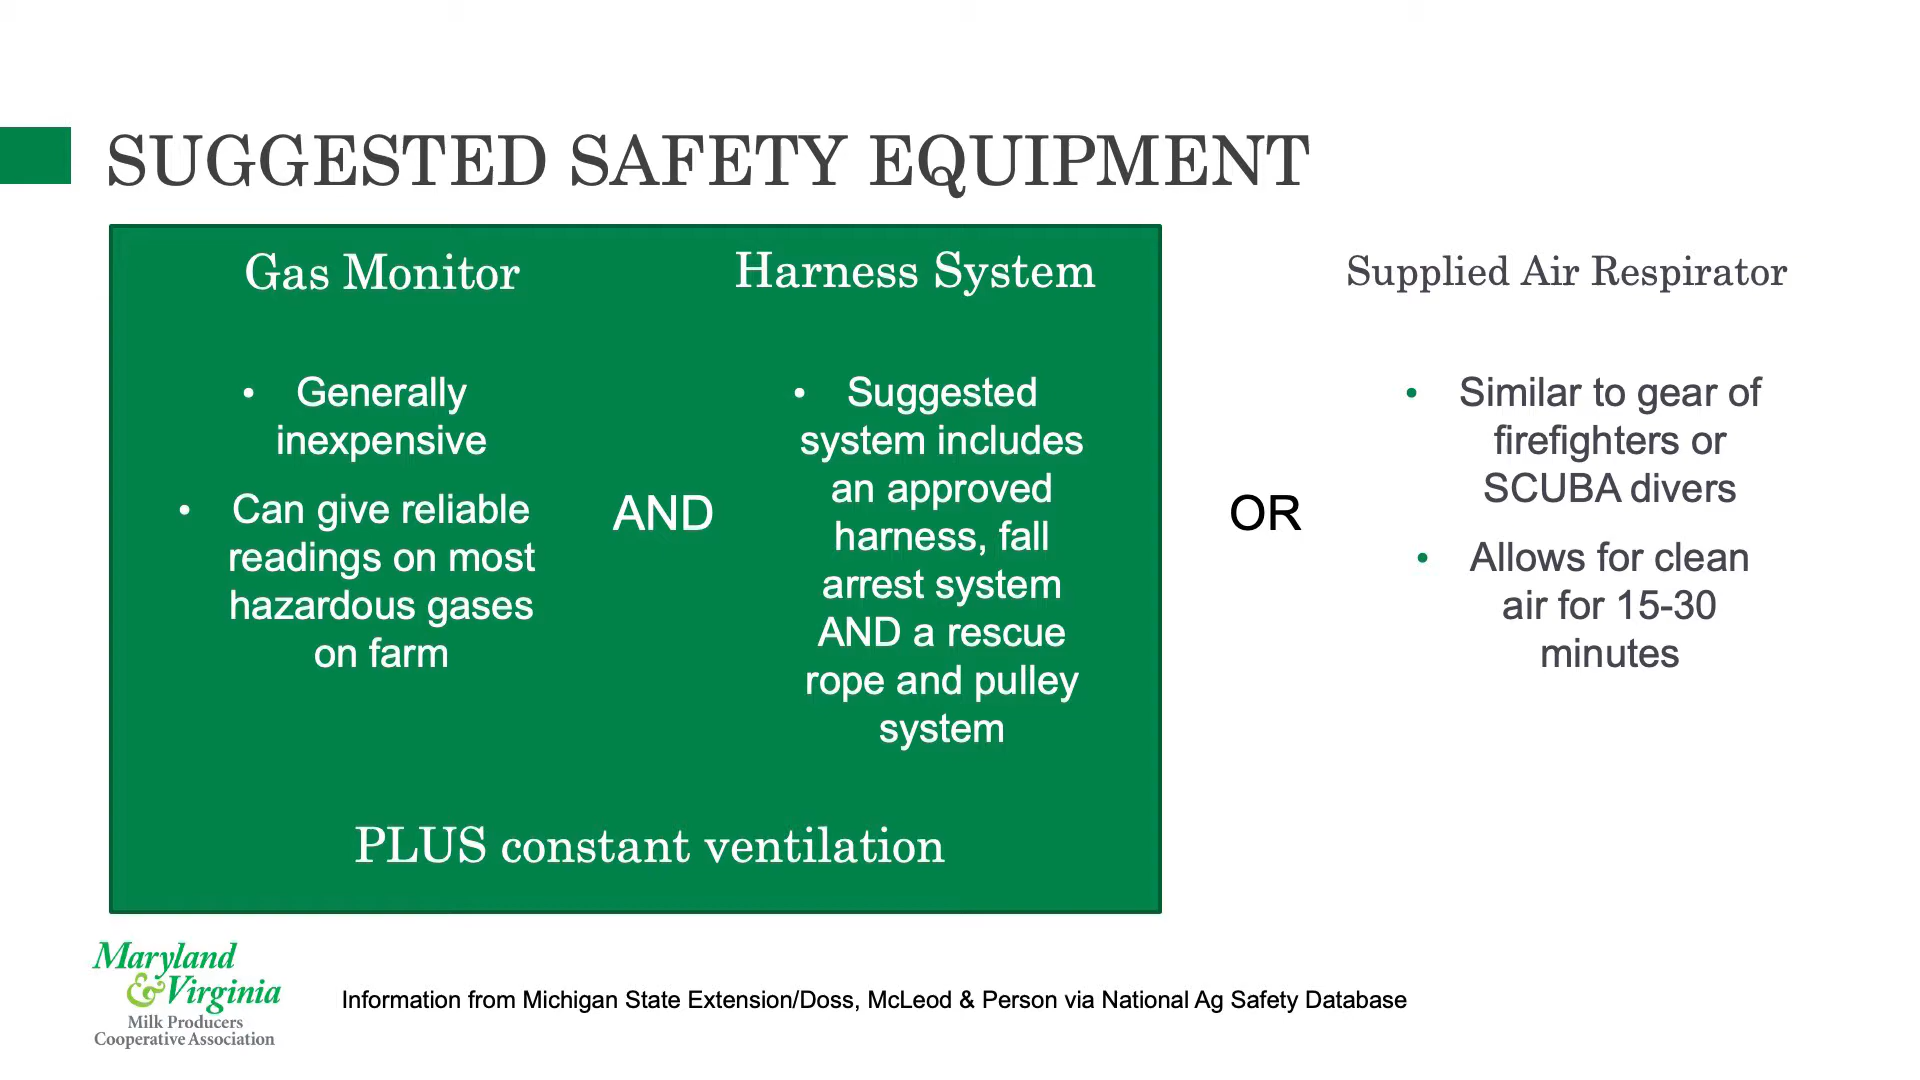 SUGGESTED SAFETY EQUIPMENT
Gas Monitor
• Generally
inexpensive
• Can give reliable
readings on most
hazardous gases
on farm
AND
Harness System
• Suggested
system includes
an approved
harness, fall
arrest system
AND a rescue
rope and pulley
system
PLUS constant ventilation
OR
Supplied Air Respirator
• Similar to gear of
firefighters or
SCUBA divers
• Allows for clean
air for 15-30
minutes
Maryland
&Virginia
Milk Producers
Cooperative Association
Information from Michigan State Extension/Doss, McLeod & Person via National Ag Safety Database